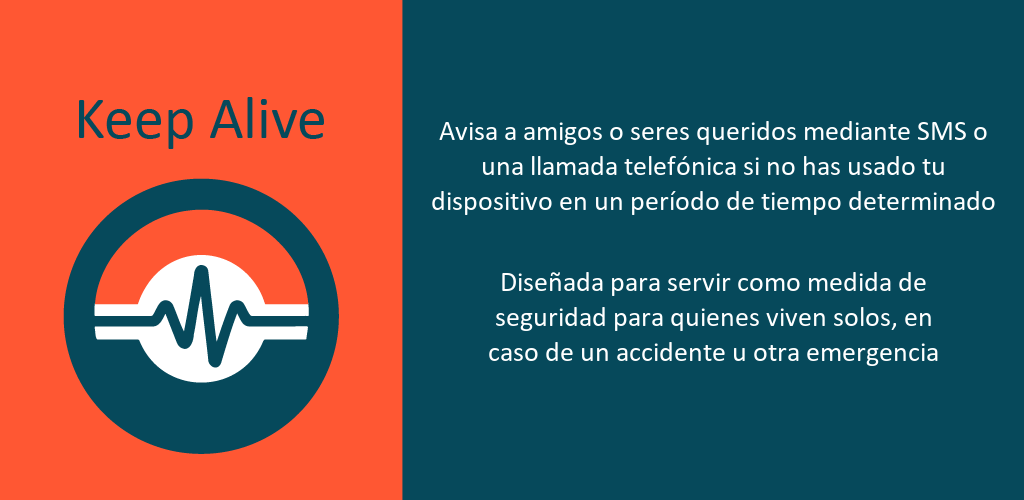 Keep Alive
Avisa a amigos o seres queridos mediante SMS o
una llamada telefónica si no has usado tu
dispositivo en un período de tiempo determinado
Diseñada para servir como medida de
seguridad para quienes viven solos, en
caso de un accidente u otra emergencia